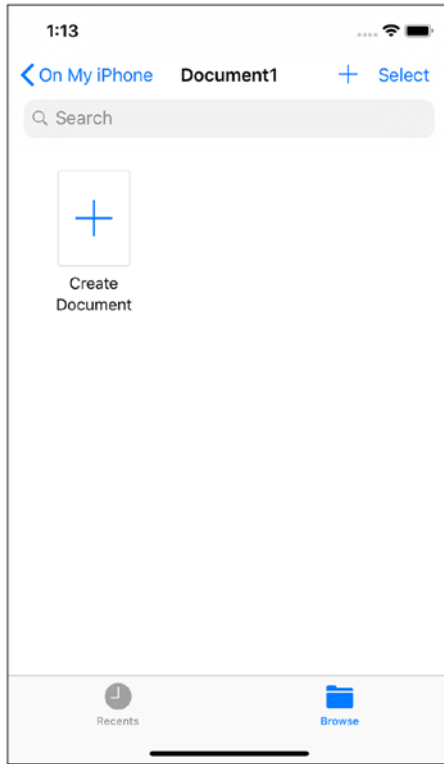 1:13
On My iPhone Document1 Select
Search
Create
Document
Recents Browse